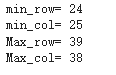 min_row= 24
min_col= 25
Max_row= 39
Max_col= 38